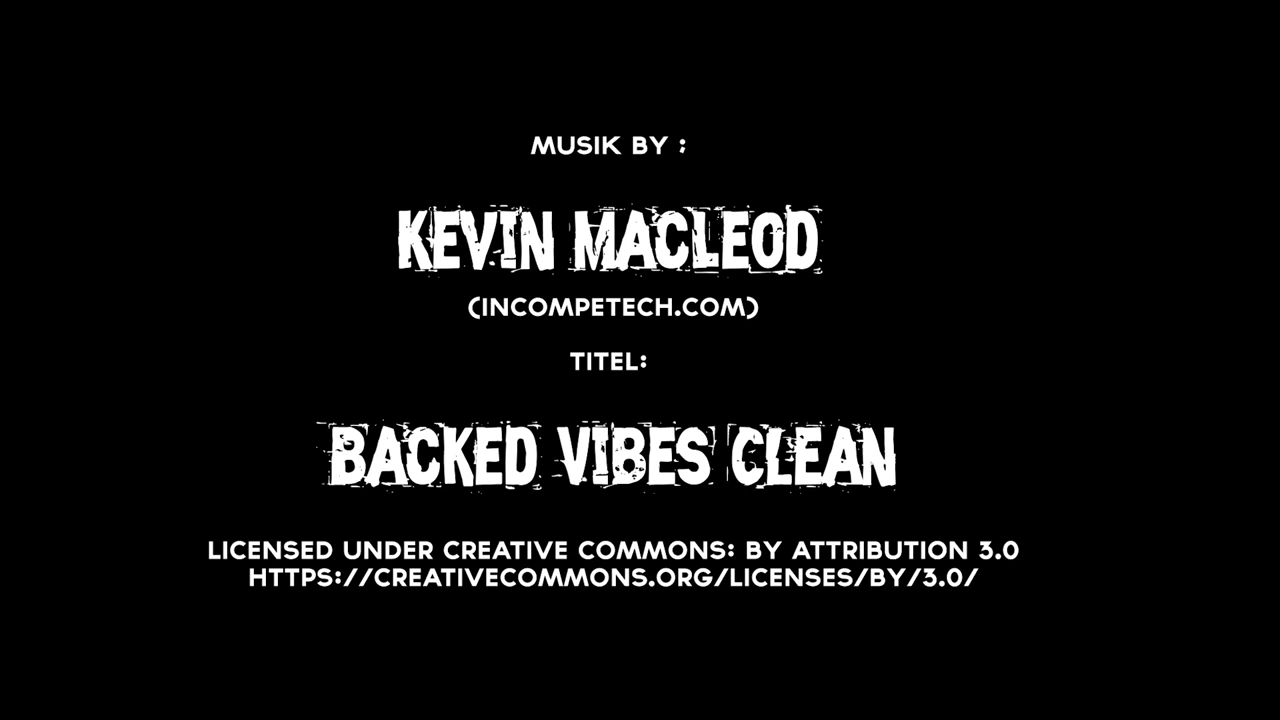 MUSIK BY ;
KEVIN MACLEOD
(INCOMPETECH.COM)
TITEL:
BACKED VIBES CLEAN
LICENSED UNDER CREATIVE COMMONS: BY ATTRIBUTION 3.0
HTTPS://CREATIVECOMMONS.ORG/LICENSES/BY/3.0/